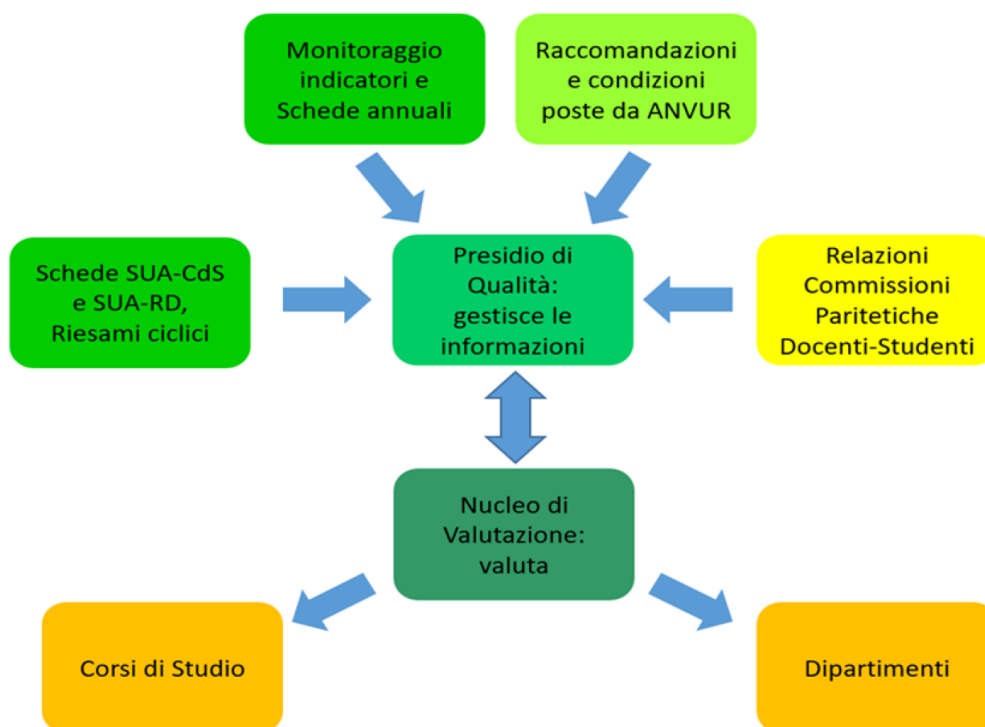 Monitoraggio
indicatori e
Schede annuali
Raccomandazioni
e condizioni
poste da ANVUR
Schede SUA-CdS
e SUA-RD,
Riesami ciclici
Presidio di
Qualità:
gestisce le
informazioni
Relazioni
Commissioni
Paritetiche
Docenti-Studenti
Nucleo di
Valutazione:
valuta
Corsi di Studio
Dipartimenti